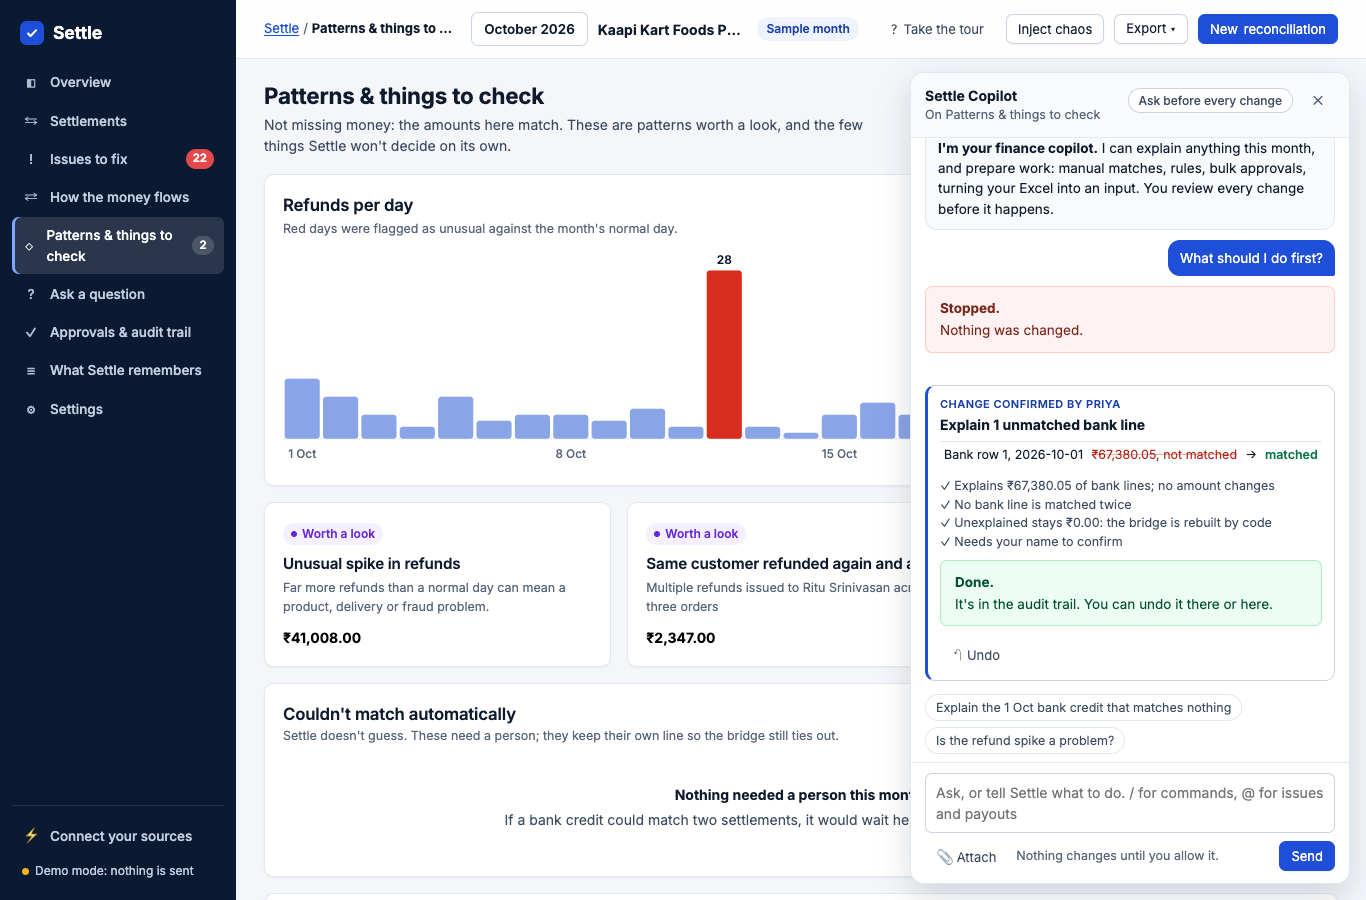 Settle
Overview
Settlements
Issues to fix
22
How the money flows
Patterns & things to
check
2
Ask a question
Approvals & audit trail
What Settle remembers
Settings
Connect your sources
Demo mode: nothing is sent
Settle / Patterns & things to ...
October 2026
Kaapi Kart Foods P...
Sample month
? Take the tour
Inject chaos
Export
New reconciliation
Patterns & things to check
Not missing money: the amounts here match. These are patterns worth a look, and the few
things Settle won't decide on its own.
Refunds per day
Red days were flagged as unusual against the month's normal day.
28
1 Oct
8 Oct
15 Oct
Worth a look
Unusual spike in refunds
Far more refunds than a normal day can mean a
product, delivery or fraud problem.
₹41,008.00
Worth a look
Same customer refunded again and a
Multiple refunds issued to Ritu Srinivasan acr
three orders
₹2,347.00
Couldn't match automatically
Settle doesn't guess. These need a person; they keep their own line so the bridge still ties out.
Nothing needed a person this mon
If a bank credit could match two settlements, it would wait he
Settle Copilot
On Patterns & things to check
Ask before every change
I'm your finance copilot. I can explain anything this month,
and prepare work: manual matches, rules, bulk approvals,
turning your Excel into an input. You review every change
before it happens.
What should I do first?
Stopped.
Nothing was changed.
CHANGE CONFIRMED BY PRIYA
Explain 1 unmatched bank line
Bank row 1, 2026-10-01 ₹67,380.05, not matched → matched
✓ Explains ₹67,380.05 of bank lines; no amount changes
✓ No bank line is matched twice
✓ Unexplained stays ₹0.00: the bridge is rebuilt by code
✓ Needs your name to confirm
Done.
It's in the audit trail. You can undo it there or here.
Undo
Explain the 1 Oct bank credit that matches nothing
Is the refund spike a problem?
Ask, or tell Settle what to do. / for commands, @ for issues
and payouts
Attach
Nothing changes until you allow it.
Send